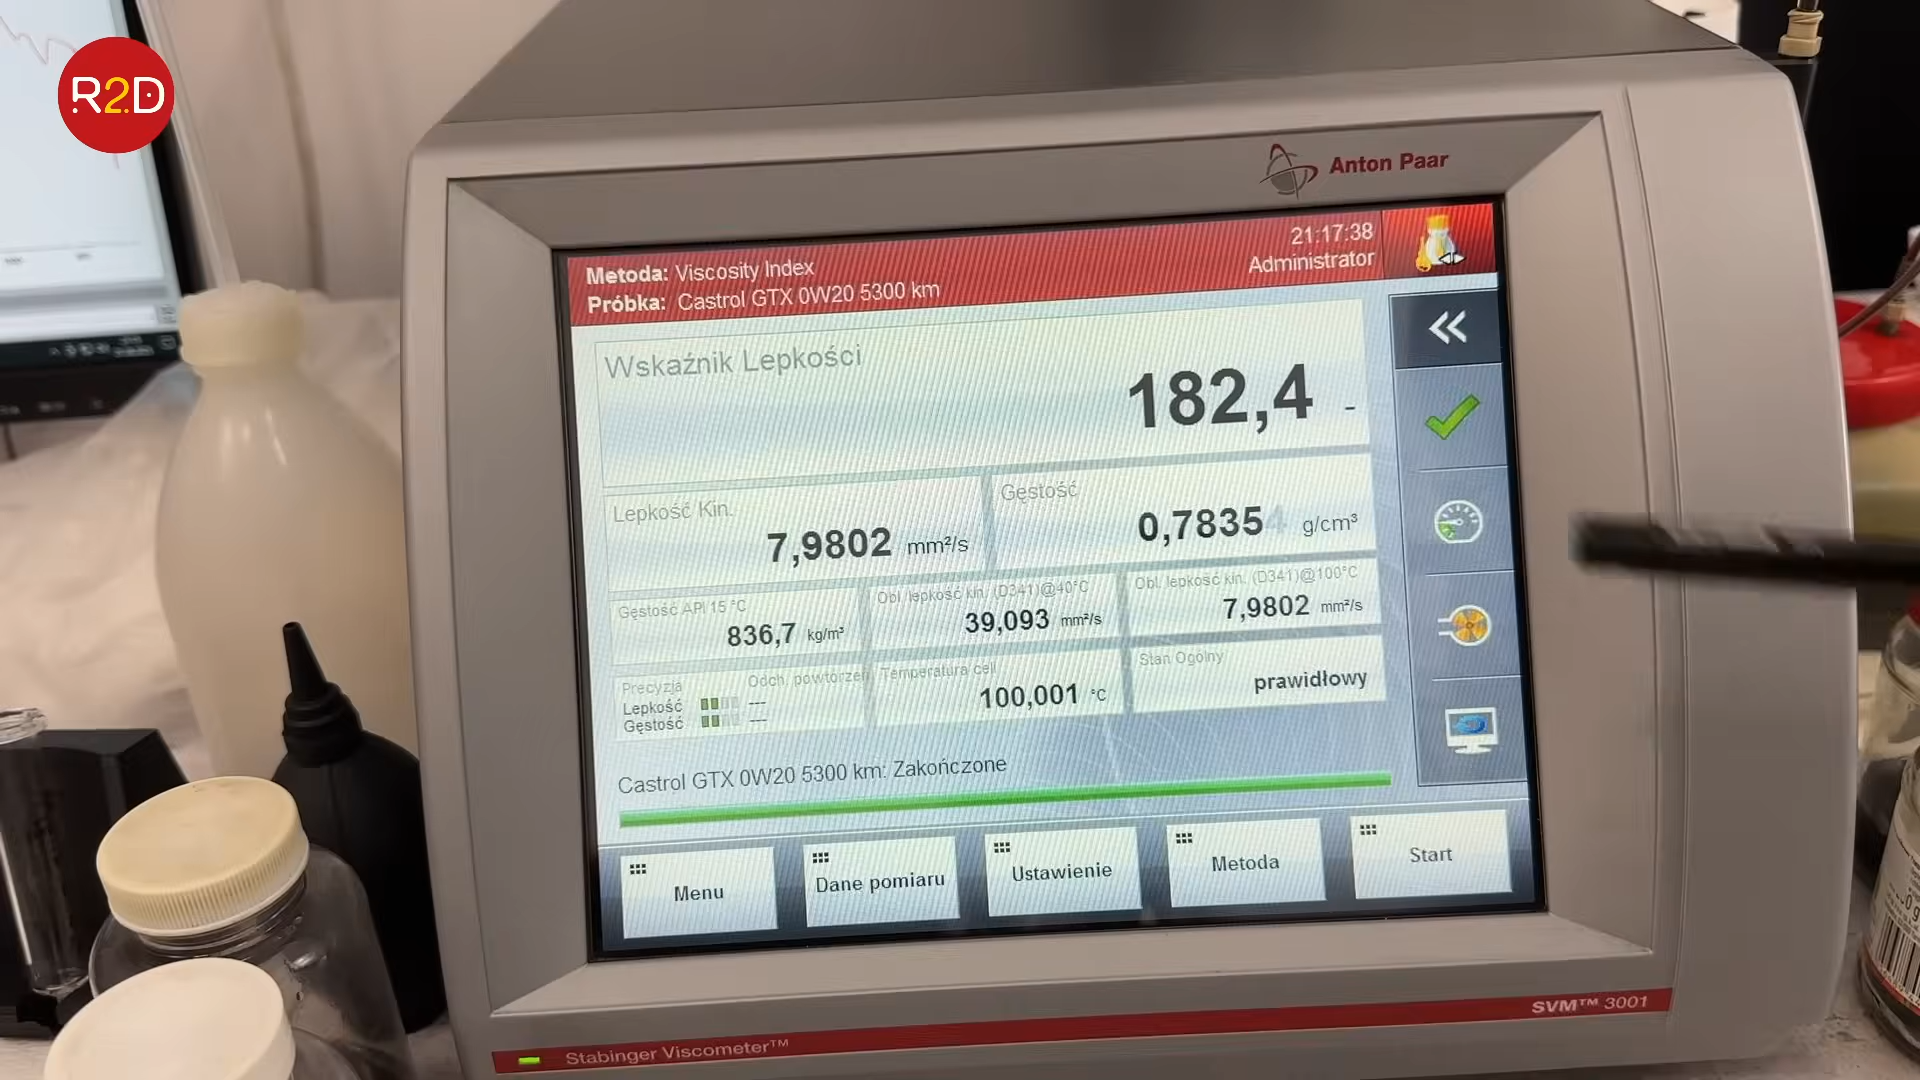 R2D
Anton Paar
21:17:38
Administrator
Metoda: Viscosity Index
Próbka: Castrol GTX 0W20 5300 km
Wskaźnik Lepkości
182,4 -
Lepkość Kin.
7,9802 mm²/s
Gęstość
0,7835 g/cm³
Gęstość API 15 °C
836,7 kg/m³
Obl. lepkość kin. (D341)@40°C
39,093 mm²/s
Obl. lepkość kin. (D341)@100°C
7,9802 mm²/s
Precyzja
Odch. powtórzeń
Lepkość ---
Gęstość ---
Temperatura celi
100,001 °C
Stan Ogólny
prawidłowy
Castrol GTX 0W20 5300 km: Zakończone
Menu
Dane pomiaru
Ustawienie
Metoda
Start
SVM™ 3001
Stabinger Viscometer™